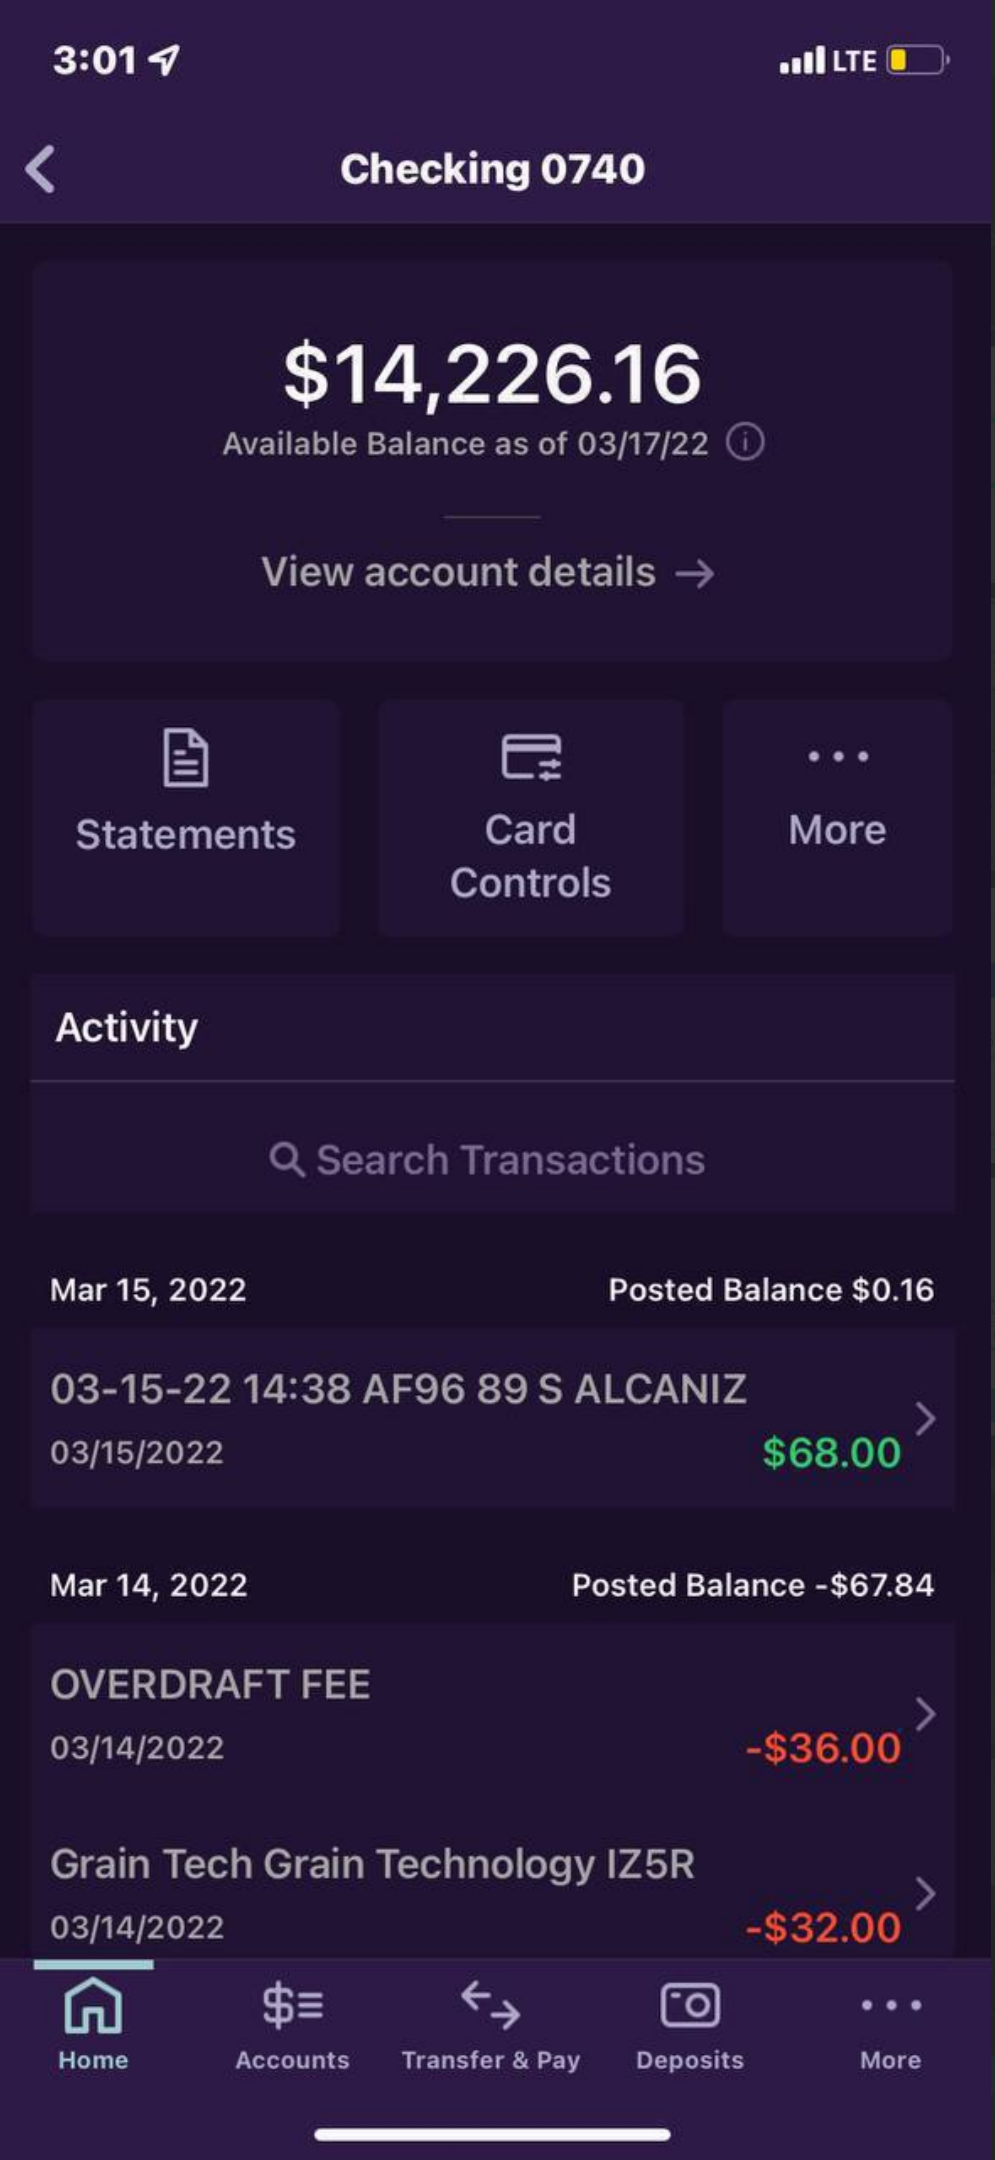 3:01
LTE
Checking 0740
$14,226.16
Available Balance as of 03/17/22
View account details →
Statements
Card
Controls
More
Activity
Search Transactions
Mar 15, 2022 Posted Balance $0.16
03-15-22 14:38 AF96 89 S ALCANIZ
03/15/2022 $68.00
Mar 14, 2022 Posted Balance -$67.84
OVERDRAFT FEE
03/14/2022 -$36.00
Grain Tech Grain Technology IZ5R
03/14/2022 -$32.00
Home Accounts Transfer & Pay Deposits More